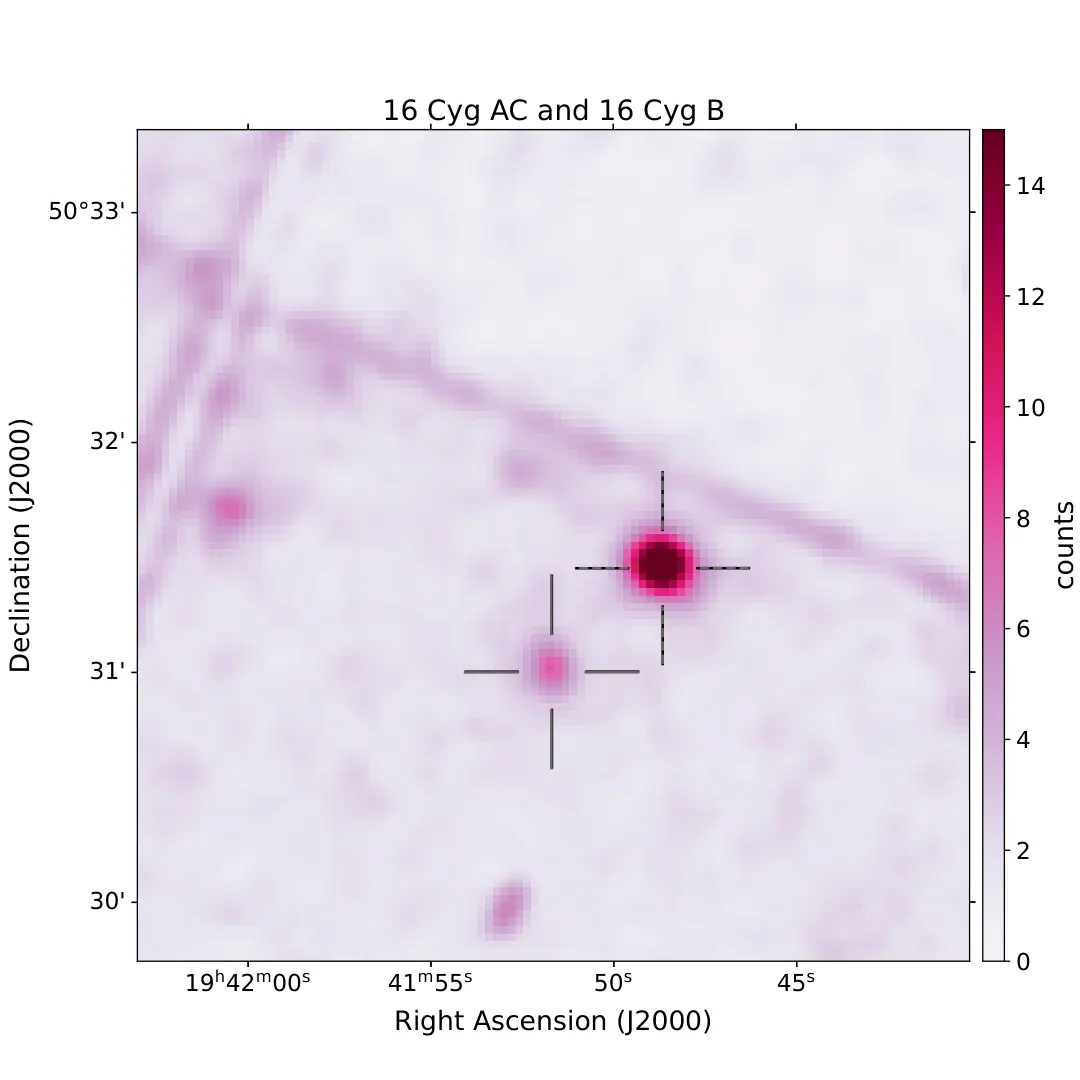 16 Cyg AC and 16 Cyg B
50°33'
32'
31'
30'
Declination (J2000)
19ʰ42ᵐ00ˢ 41ᵐ55ˢ 50ˢ 45ˢ
Right Ascension (J2000)
14
12
10
8
6
4
2
0
counts